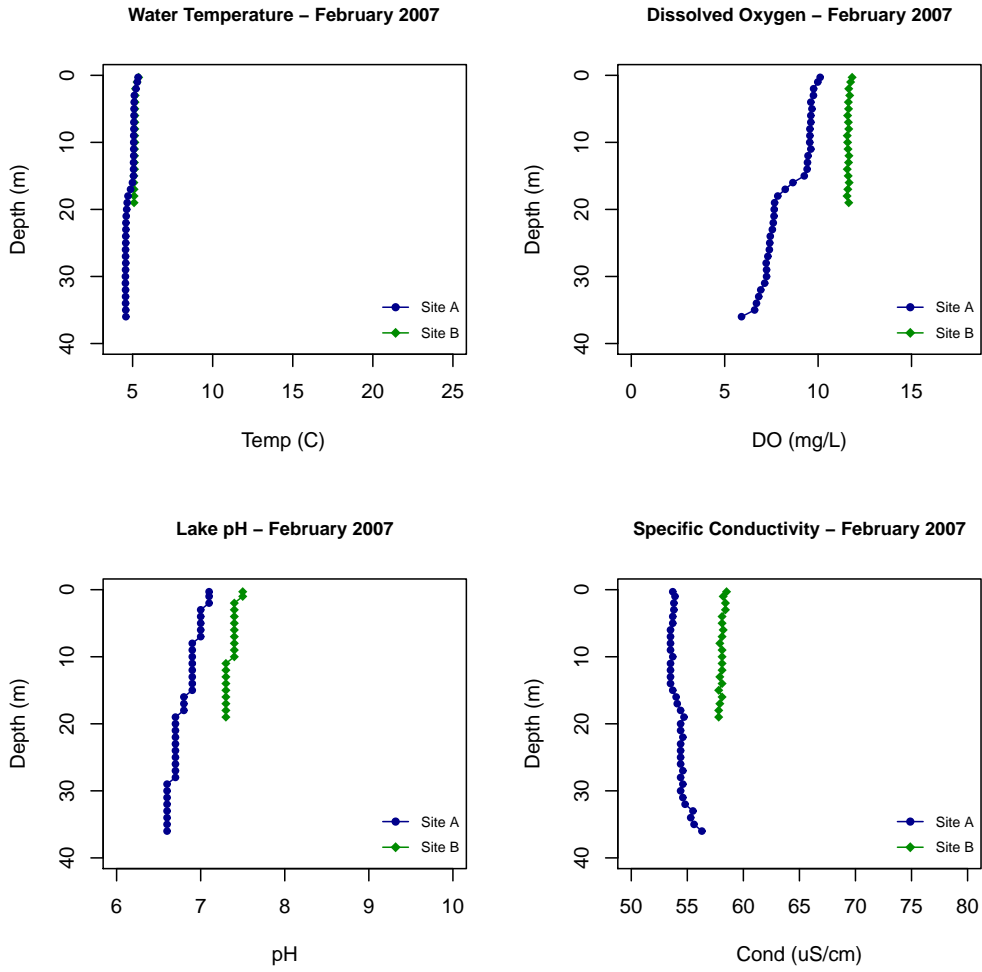 Water Temperature – February 2007
0
10
20
30
40
Depth (m)
5
10
15
20
25
Temp (C)
Site A
Site B
Dissolved Oxygen – February 2007
0
10
20
30
40
Depth (m)
0
5
10
15
DO (mg/L)
Site A
Site B
Lake pH – February 2007
0
10
20
30
40
Depth (m)
6
7
8
9
10
pH
Site A
Site B
Specific Conductivity – February 2007
0
10
20
30
40
Depth (m)
50
55
60
65
70
75
80
Cond (uS/cm)
Site A
Site B